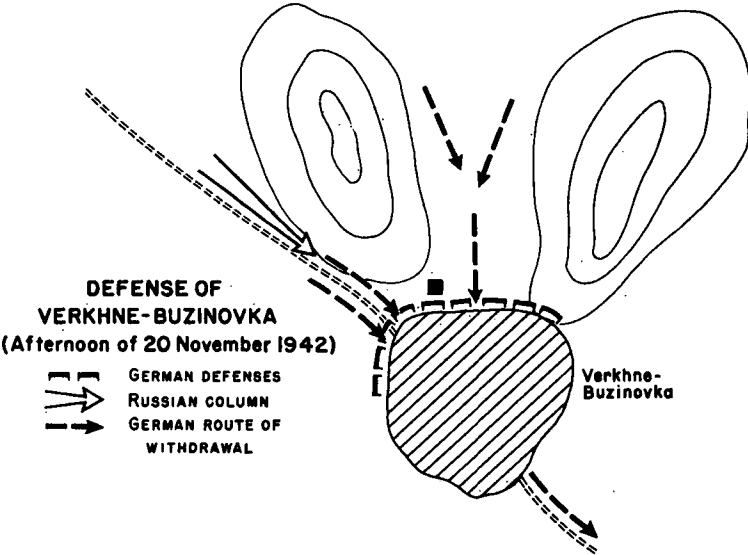 DEFENSE OF
VERKHNE-BUZINOVKA
(Afternoon of 20 November 1942)
GERMAN DEFENSES
RUSSIAN COLUMN
GERMAN ROUTE OF
WITHDRAWAL
Verkhne-
Buzinovka